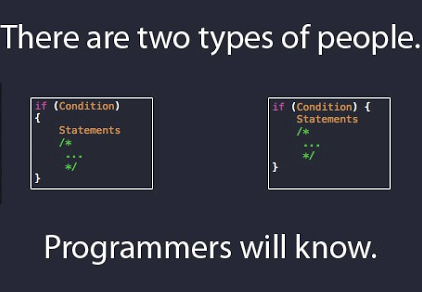 There are two types of people.
if (Condition)
{
Statements
/*
...
*/
}
if (Condition) {
Statements
/*
...
*/
}
Programmers will know.